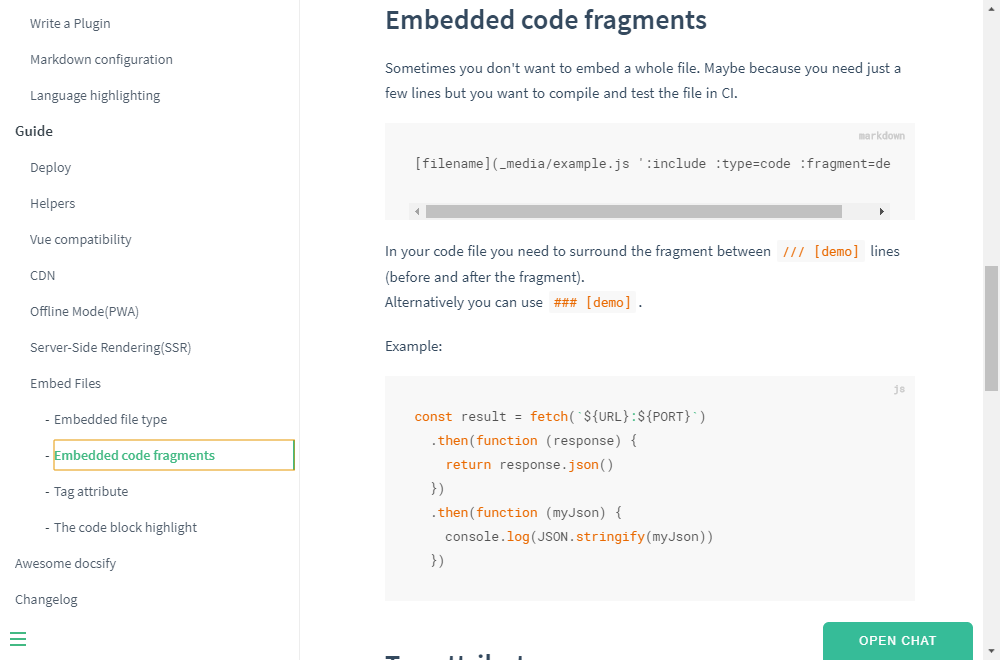 Write a Plugin
Markdown configuration
Language highlighting
Guide
Deploy
Helpers
Vue compatibility
CDN
Offline Mode(PWA)
Server-Side Rendering(SSR)
Embed Files
- Embedded file type
- Embedded code fragments
- Tag attribute
- The code block highlight
Awesome docsify
Changelog
Embedded code fragments
Sometimes you don't want to embed a whole file. Maybe because you need just a
few lines but you want to compile and test the file in CI.
markdown
[filename](_media/example.js ':include :type=code :fragment=de
In your code file you need to surround the fragment between /// [demo] lines
(before and after the fragment).
Alternatively you can use ### [demo] .
Example:
js
const result = fetch(`${URL}:${PORT}`)
  .then(function (response) {
    return response.json()
  })
  .then(function (myJson) {
    console.log(JSON.stringify(myJson))
  })
OPEN CHAT